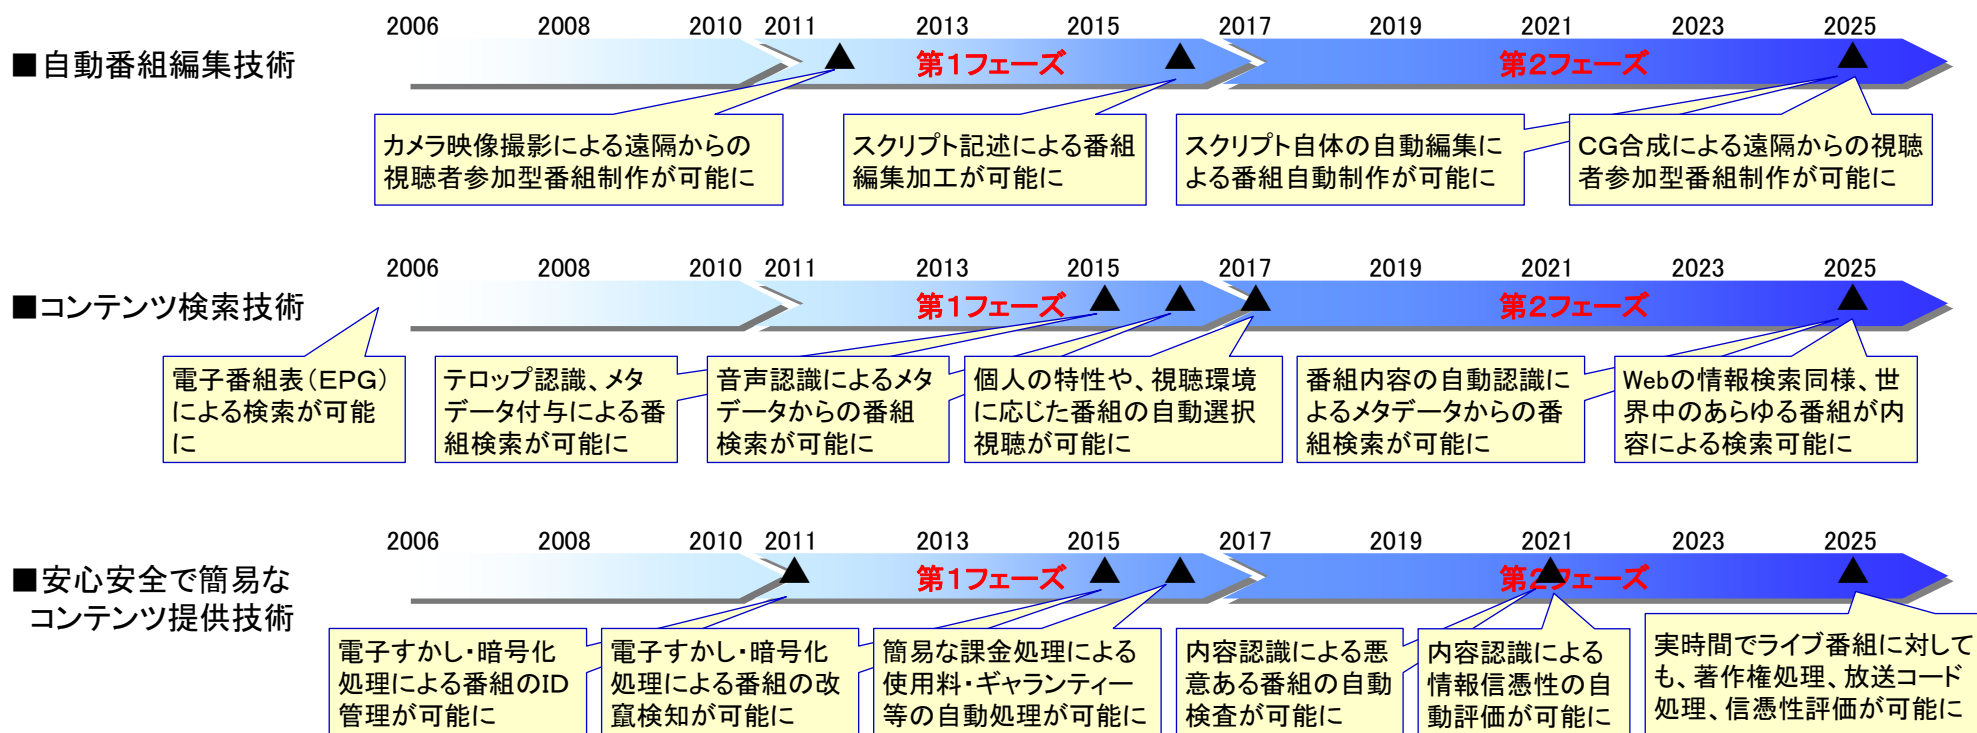 2006 2008 2010 2011 2013 2015 2017 2019 2021 2023 2025
■自動番組編集技術
第1フェーズ 第2フェーズ
カメラ映像撮影による遠隔からの
視聴者参加型番組制作が可能に
スクリプト記述による番組
編集加工が可能に
スクリプト自体の自動編集に
よる番組自動制作が可能に
CG合成による遠隔からの視聴
者参加型番組制作が可能に
2006 2008 2010 2011 2013 2015 2017 2019 2021 2023 2025
■コンテンツ検索技術
第1フェーズ 第2フェーズ
電子番組表(EPG)
による検索が可能
に
テロップ認識、メタ
データ付与による番
組検索が可能に
音声認識によるメタ
データからの番組
検索が可能に
個人の特性や、視聴環境
に応じた番組の自動選択
視聴が可能に
番組内容の自動認識に
よるメタデータからの番
組検索が可能に
Webの情報検索同様、世
界中のあらゆる番組が内
容による検索可能に
2006 2008 2010 2011 2013 2015 2017 2019 2021 2023 2025
■安心安全で簡易な
コンテンツ提供技術
第1フェーズ 第2フェーズ
電子すかし・暗号化
処理による番組のID
管理が可能に
電子すかし・暗号化
処理による番組の改
竄検知が可能に
簡易な課金処理による
使用料・ギャランティー
等の自動処理が可能に
内容認識による悪
意ある番組の自動
検査が可能に
内容認識による
情報信憑性の自
動評価が可能に
実時間でライブ番組に対して
も、著作権処理、放送コード
処理、信憑性評価が可能に